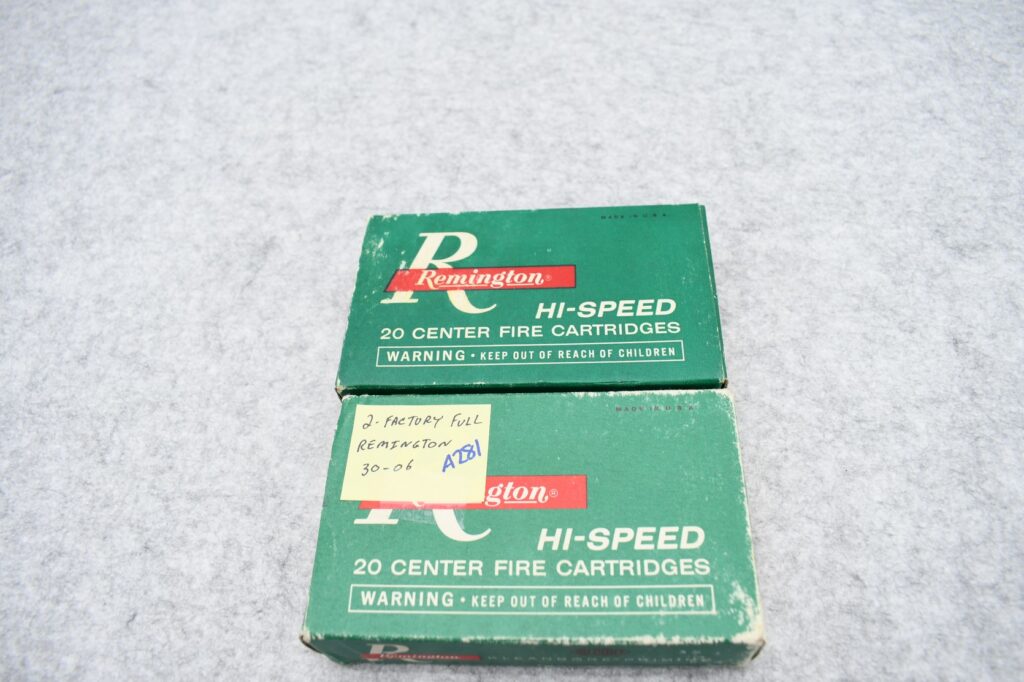 MADE IN U.S.A.
R
Remington®
HI-SPEED
20 CENTER FIRE CARTRIDGES
WARNING • KEEP OUT OF REACH OF CHILDREN
MADE IN U.S.A.
2-FACTORY FULL
REMINGTON
30-06 A281
gton®
HI-SPEED
20 CENTER FIRE CARTRIDGES
WARNING • KEEP OUT OF REACH OF CHILDREN
R
Remington